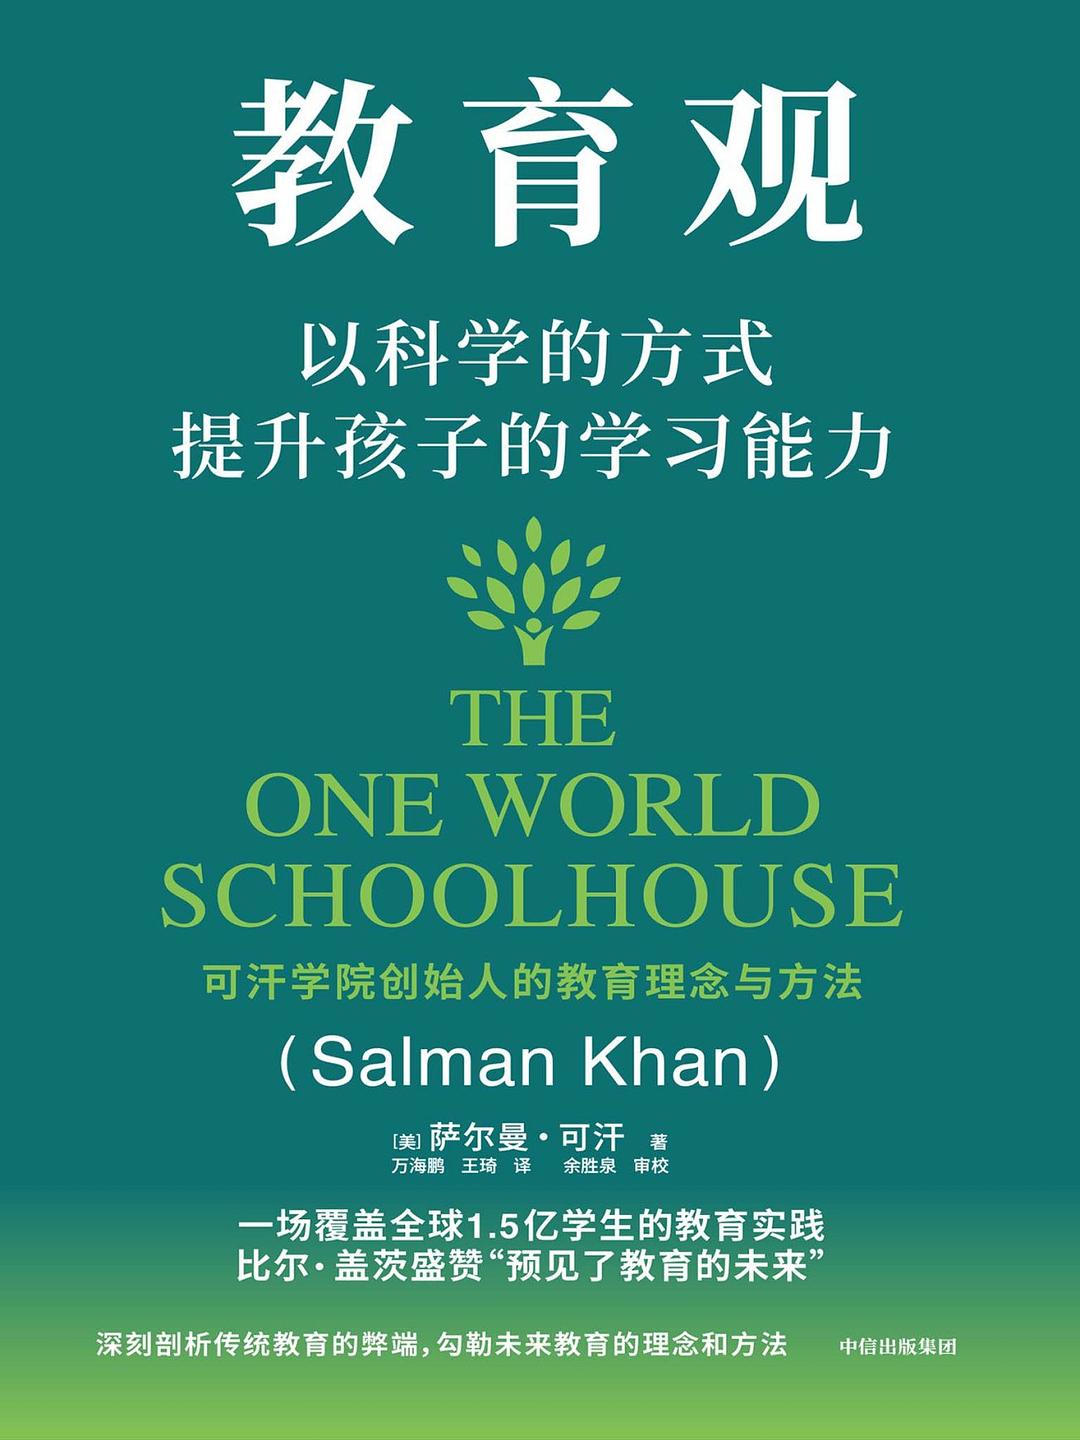 教育观
以科学的方式
提升孩子的学习能力
THE
ONE WORLD
SCHOOLHOUSE
可汗学院创始人的教育理念与方法
（Salman Khan）
[美] 萨尔曼·可汗 著
万海鹏 王琦 译 余胜泉 审校
一场覆盖全球1.5亿学生的教育实践
比尔·盖茨盛赞“预见了教育的未来”
深刻剖析传统教育的弊端，勾勒未来教育的理念和方法 中信出版集团